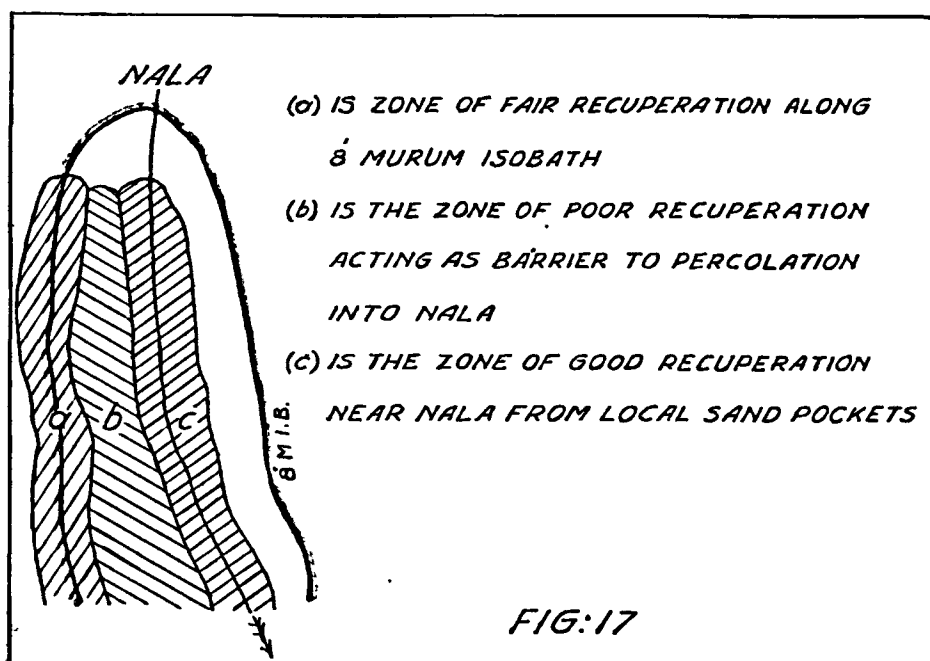 NALA
(a) IS ZONE OF FAIR RECUPERATION ALONG
8' MURUM ISOBATH
(b) IS THE ZONE OF POOR RECUPERATION
ACTING AS BARRIER TO PERCOLATION
INTO NALA
(c) IS THE ZONE OF GOOD RECUPERATION
NEAR NALA FROM LOCAL SAND POCKETS
a
b
c
8' M I.B.
FIG:17